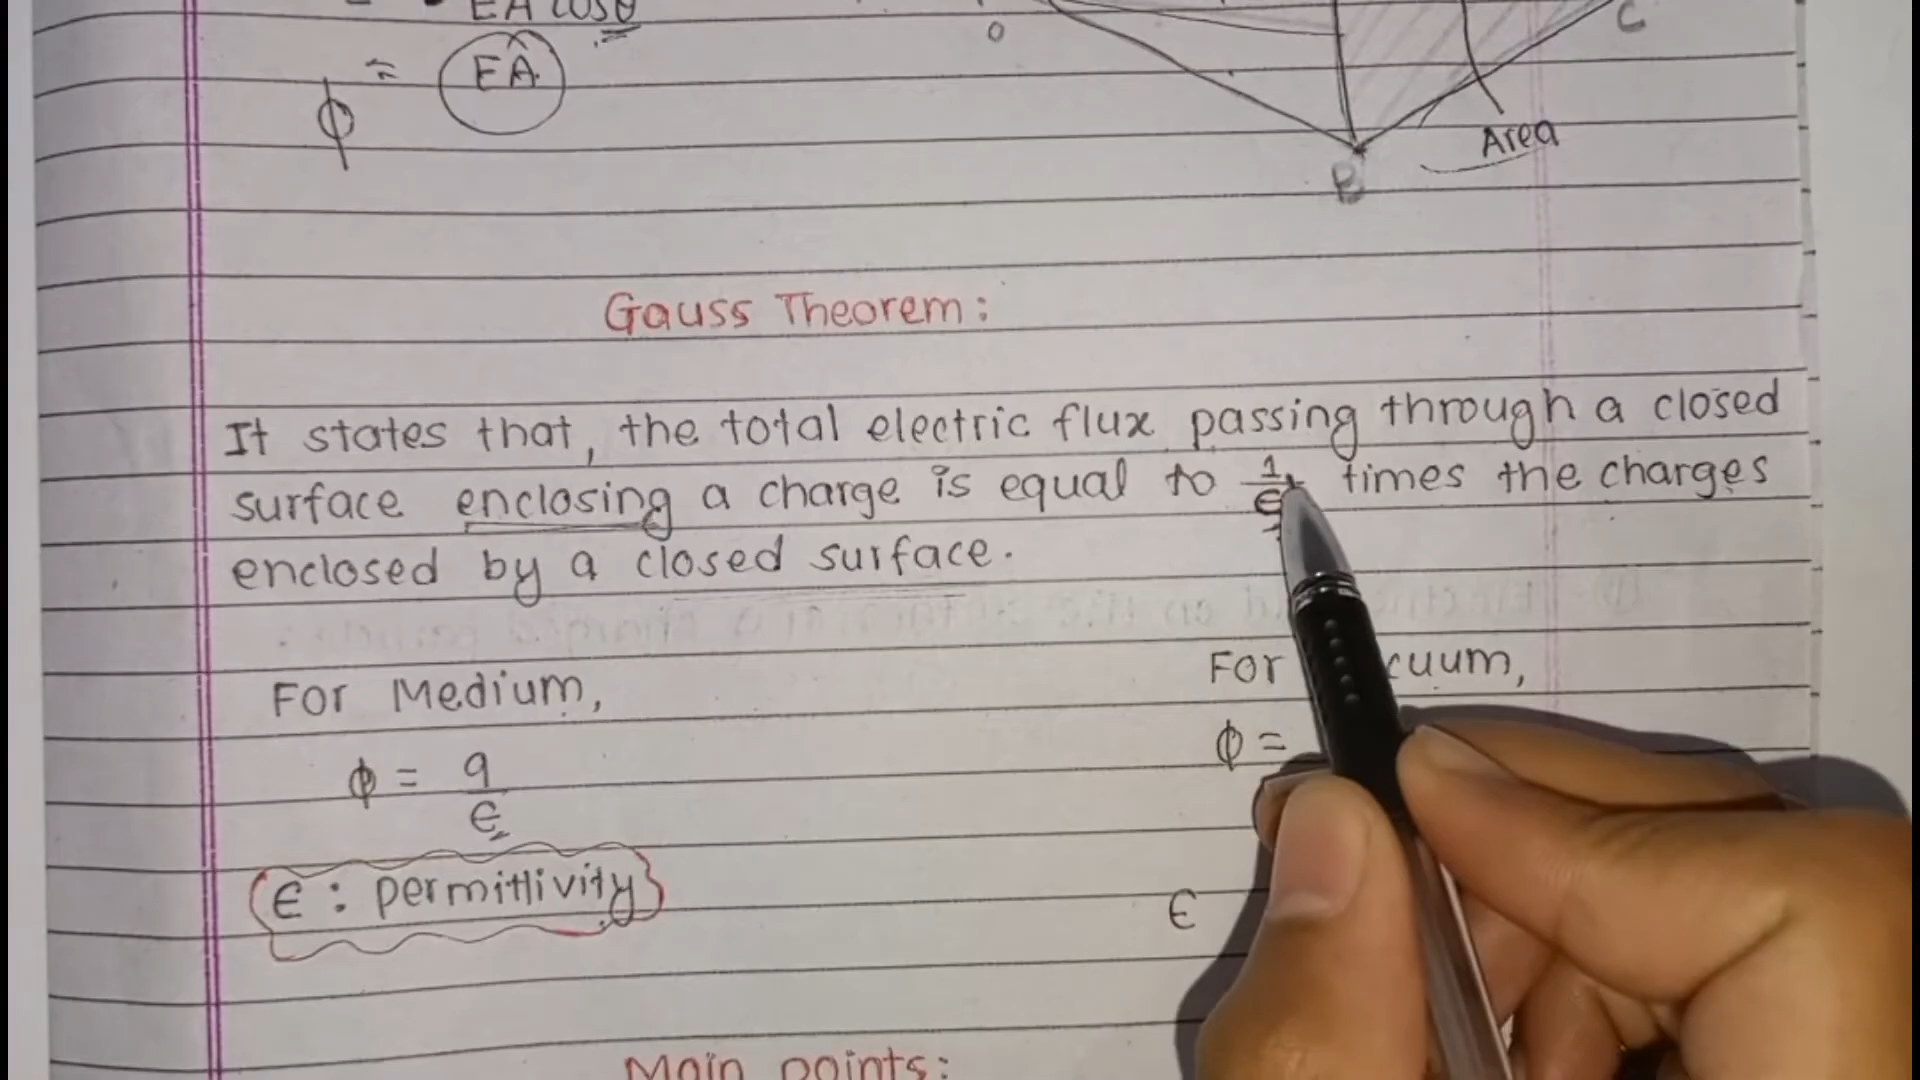 EA cosθ
O
C
ϕ = EÂ
Area
B
Gauss Theorem:
It states that, the total electric flux passing through a closed
surface enclosing a charge is equal to 1/ϵ times the charges
enclosed by a closed surface.
For Medium,
For cuum,
ϕ = q/ϵ
ϕ =
ϵ : permittivity
ϵ
Main points: